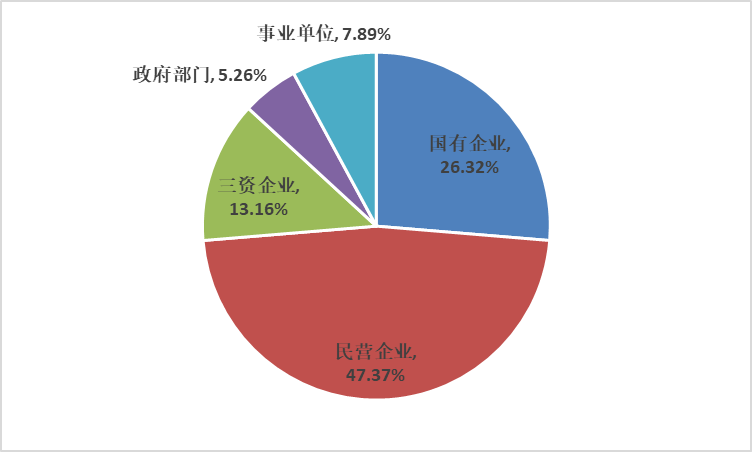 事业单位, 7.89%
政府部门, 5.26%
国有企业,
26.32%
三资企业,
13.16%
民营企业,
47.37%